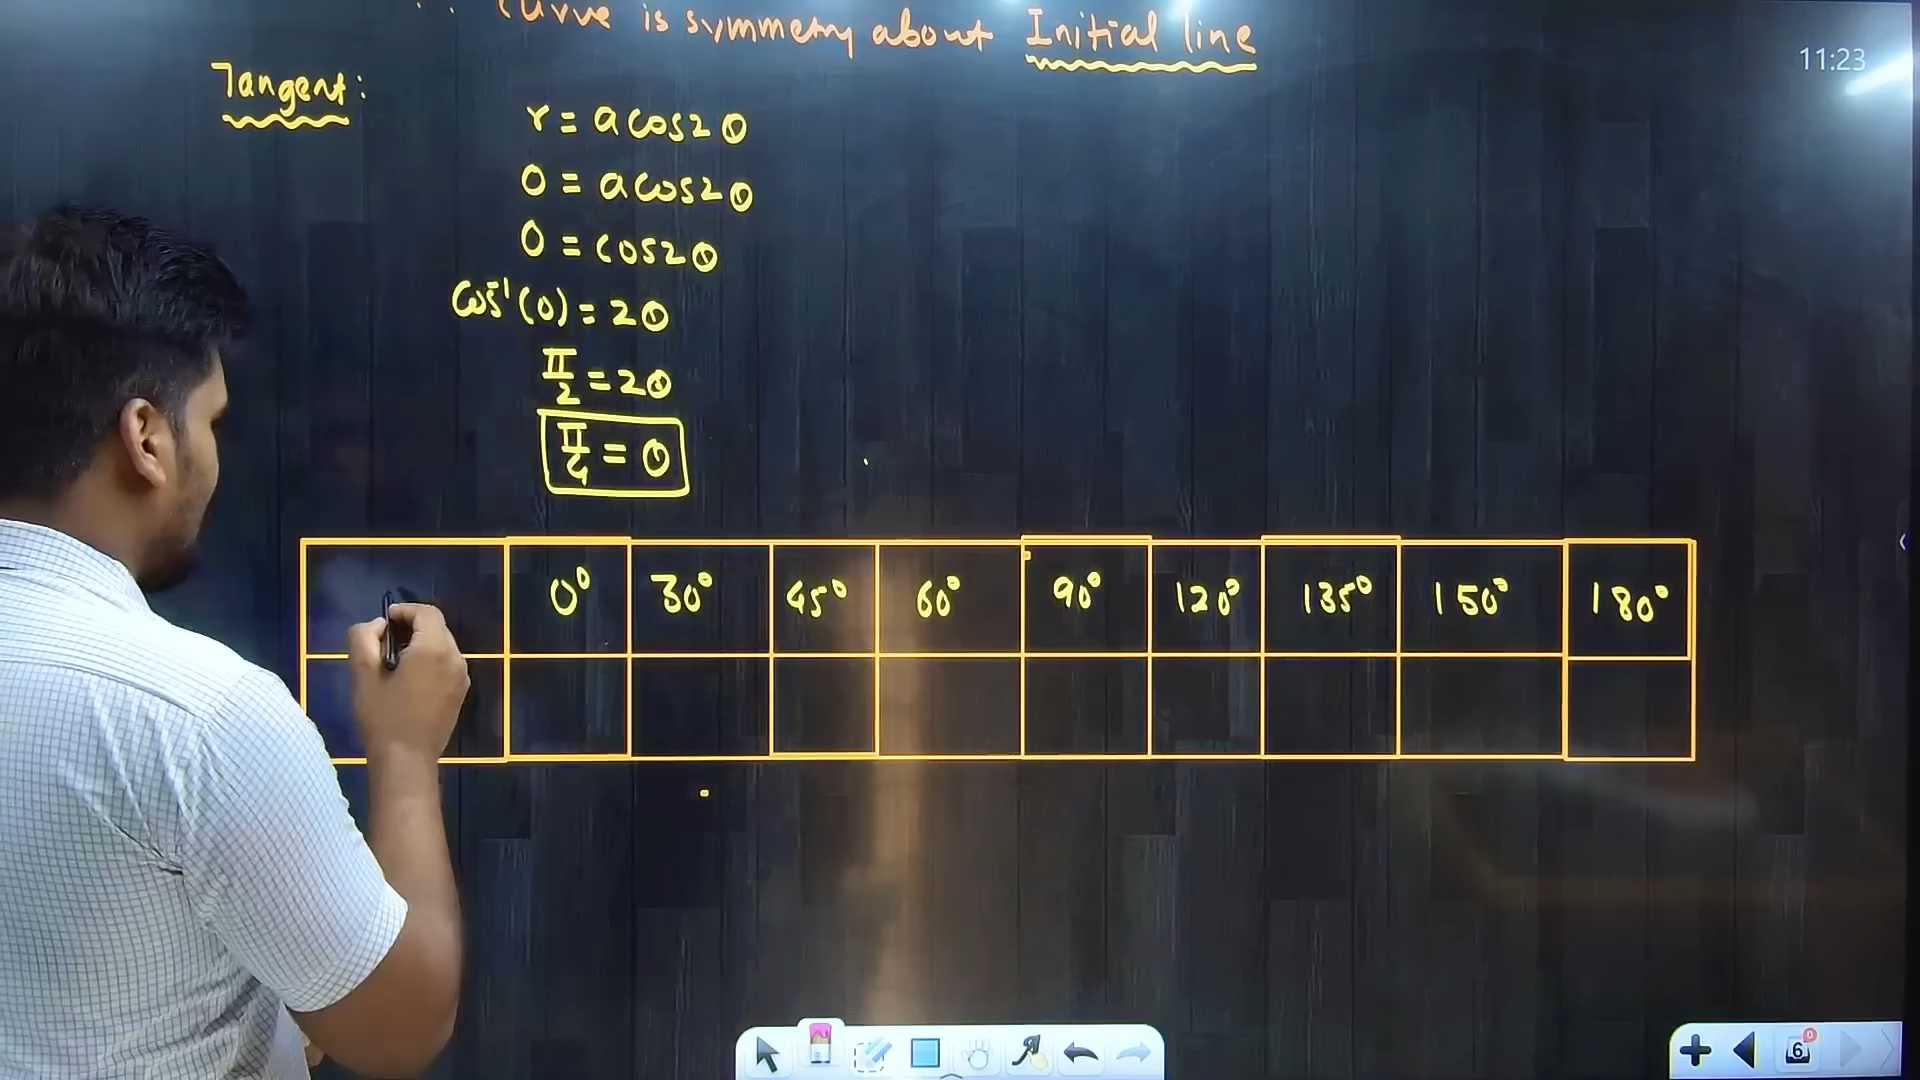 ∴ Curve is symmetry about Initial line
11:23
Tangent:
r = a cos2θ
0 = a cos2θ
0 = cos2θ
cos⁻¹(0) = 2θ
π/2 = 2θ
π/4 = θ
0° 30° 45° 60° 90° 120° 135° 150° 180°
6 0